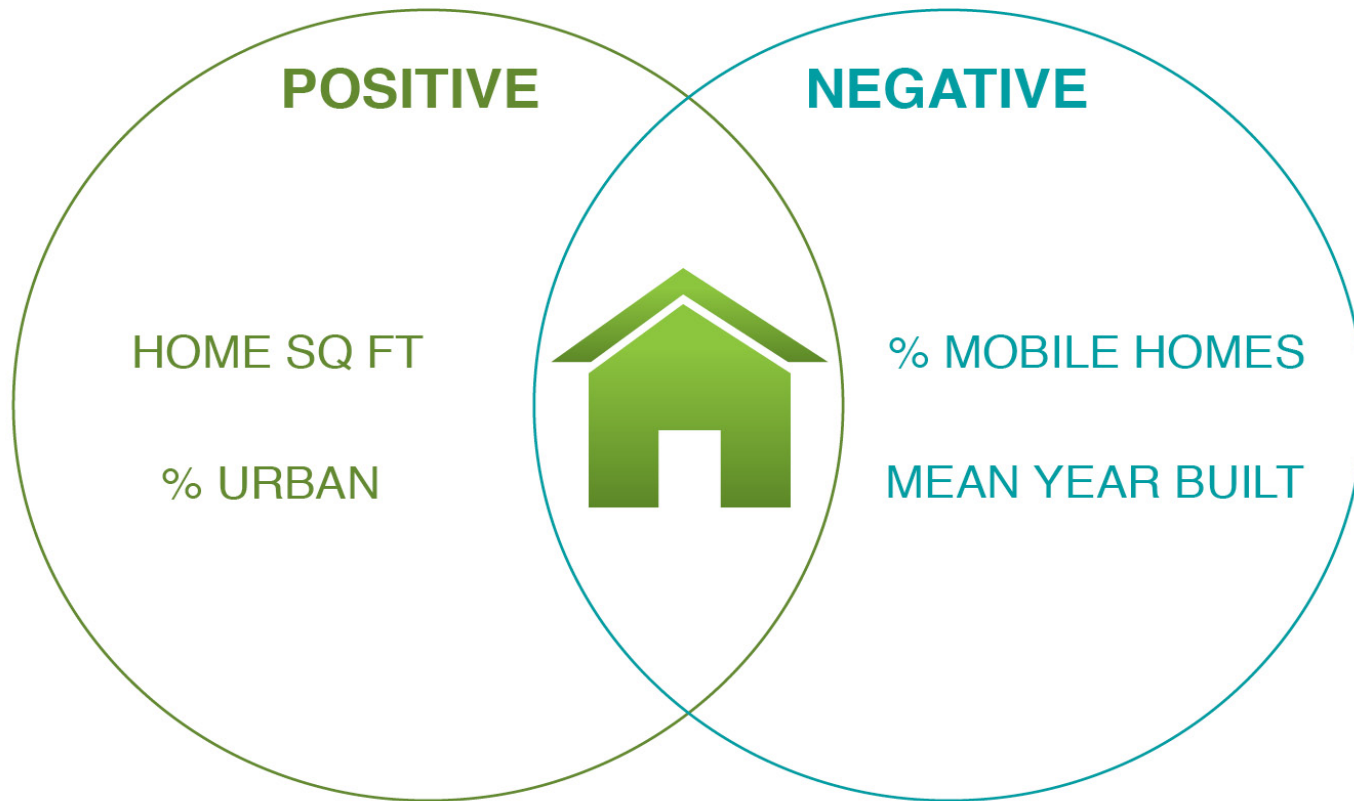 POSITIVE
HOME SQ FT
% URBAN
NEGATIVE
% MOBILE HOMES
MEAN YEAR BUILT